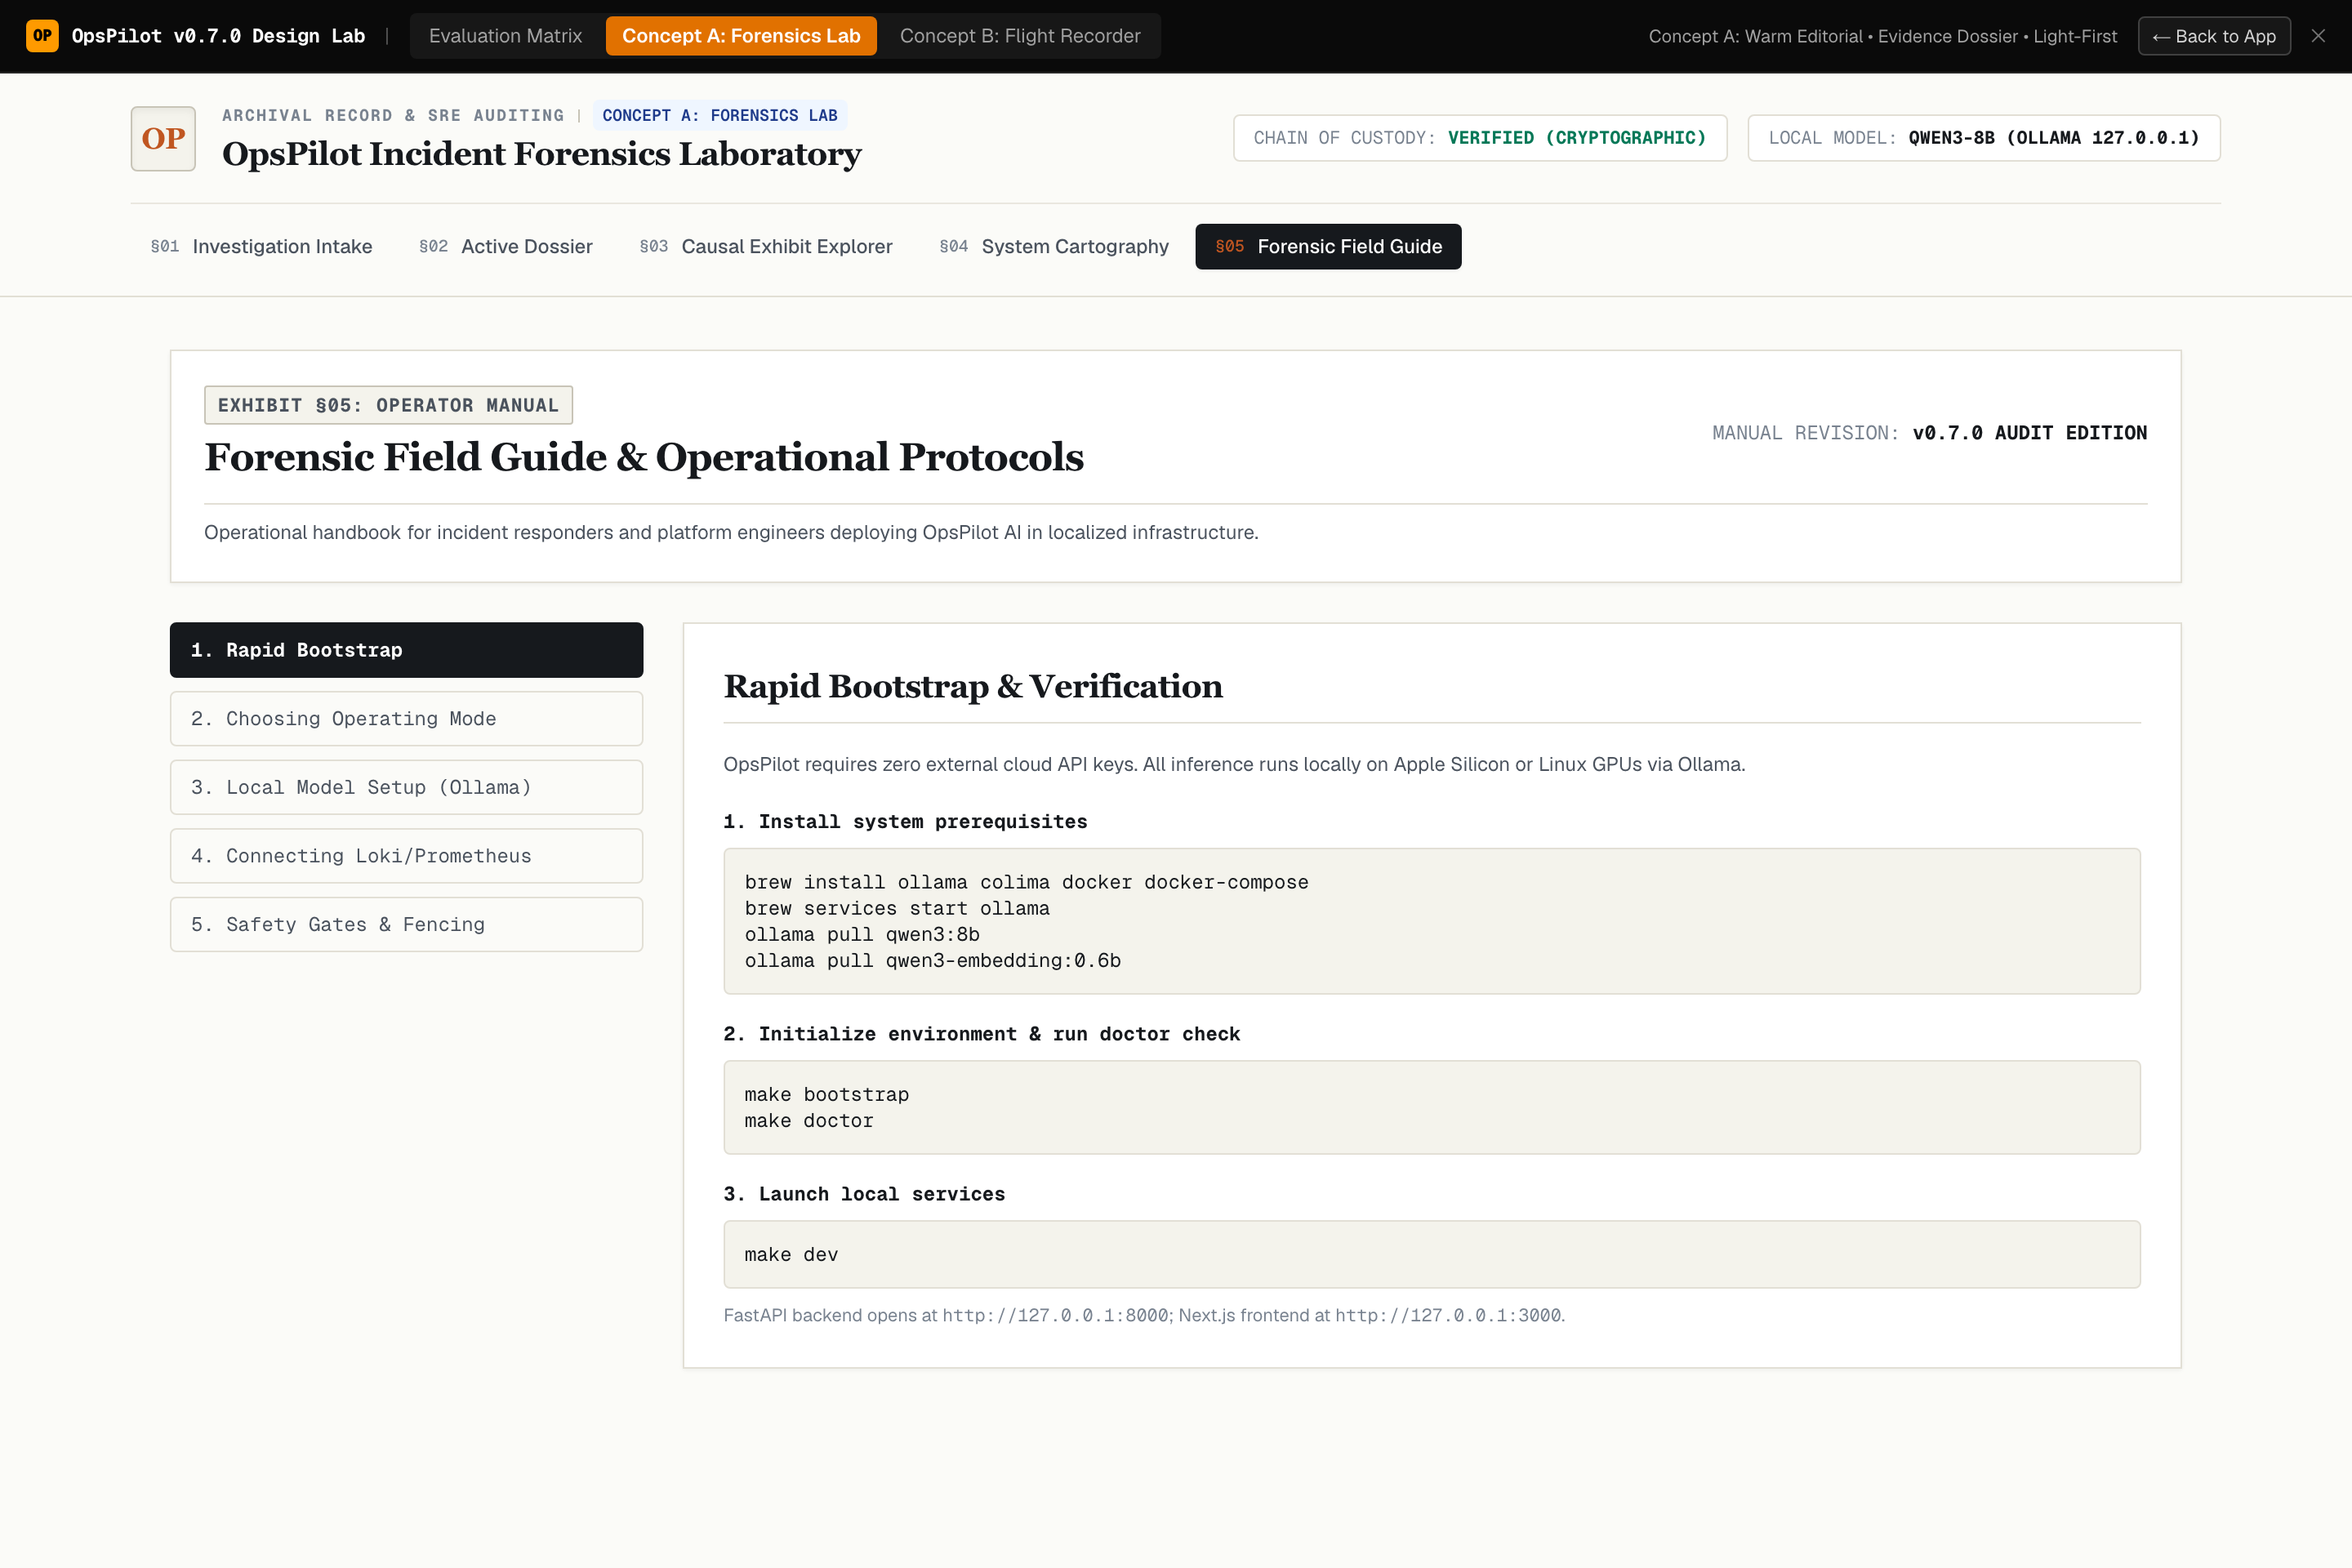 OP OpsPilot v0.7.0 Design Lab | Evaluation Matrix Concept A: Forensics Lab Concept B: Flight Recorder Concept A: Warm Editorial • Evidence Dossier • Light-First ← Back to App ×
OP
ARCHIVAL RECORD & SRE AUDITING | CONCEPT A: FORENSICS LAB
OpsPilot Incident Forensics Laboratory
CHAIN OF CUSTODY: VERIFIED (CRYPTOGRAPHIC) LOCAL MODEL: QWEN3-8B (OLLAMA 127.0.0.1)
§01 Investigation Intake §02 Active Dossier §03 Causal Exhibit Explorer §04 System Cartography §05 Forensic Field Guide
EXHIBIT §05: OPERATOR MANUAL
Forensic Field Guide & Operational Protocols
MANUAL REVISION: v0.7.0 AUDIT EDITION
Operational handbook for incident responders and platform engineers deploying OpsPilot AI in localized infrastructure.
1. Rapid Bootstrap
2. Choosing Operating Mode
3. Local Model Setup (Ollama)
4. Connecting Loki/Prometheus
5. Safety Gates & Fencing
Rapid Bootstrap & Verification
OpsPilot requires zero external cloud API keys. All inference runs locally on Apple Silicon or Linux GPUs via Ollama.
1. Install system prerequisites
brew install ollama colima docker docker-compose
brew services start ollama
ollama pull qwen3:8b
ollama pull qwen3-embedding:0.6b
2. Initialize environment & run doctor check
make bootstrap
make doctor
3. Launch local services
make dev
FastAPI backend opens at http://127.0.0.1:8000; Next.js frontend at http://127.0.0.1:3000.